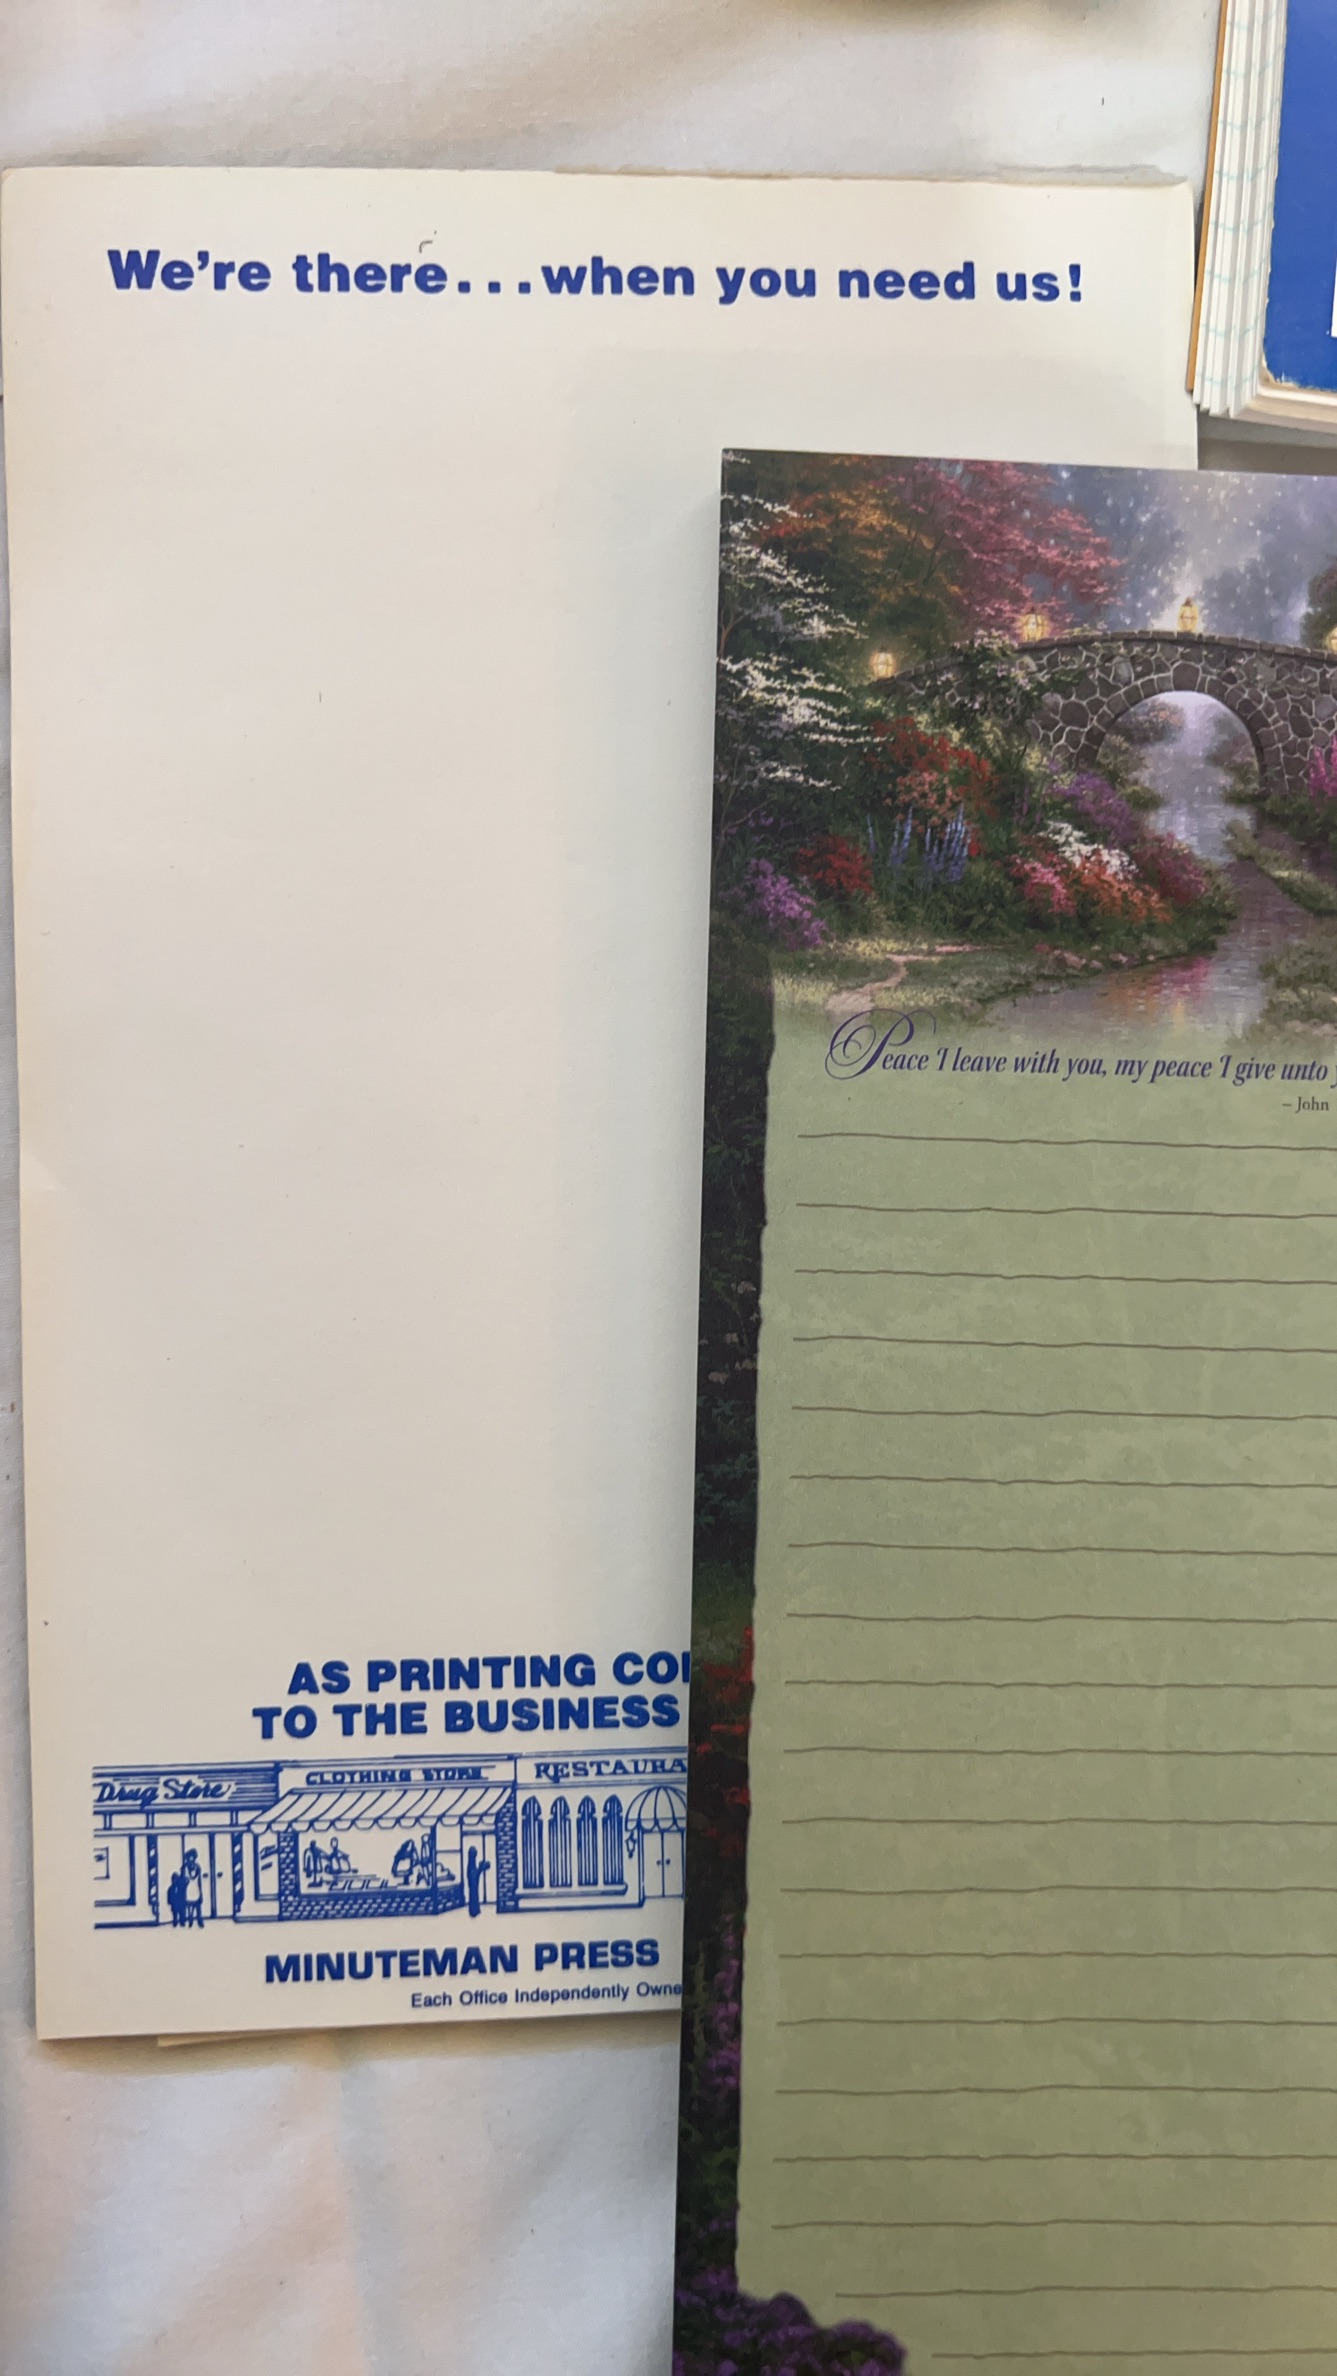 We're there...when you need us!
Peace I leave with you, my peace I give unto
– John
AS PRINTING
TO THE BUSINESS
Drug Store
CLOTHING STORE
MINUTEMAN PRESS
Each Office Independently